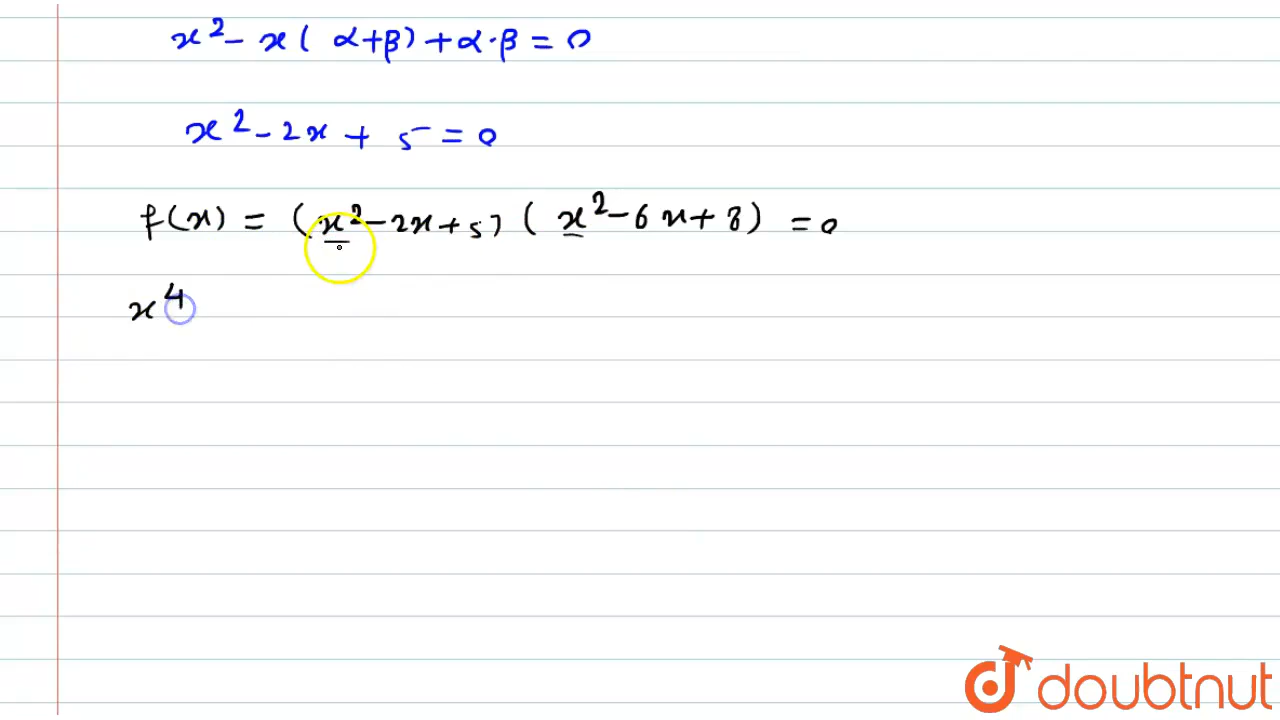 x² - x(α+β) + α·β = 0
x² - 2x + 5 = 0
f(x) = (x² - 2x + 5)(x² - 6x + 8) = 0
x⁴
doubtnut